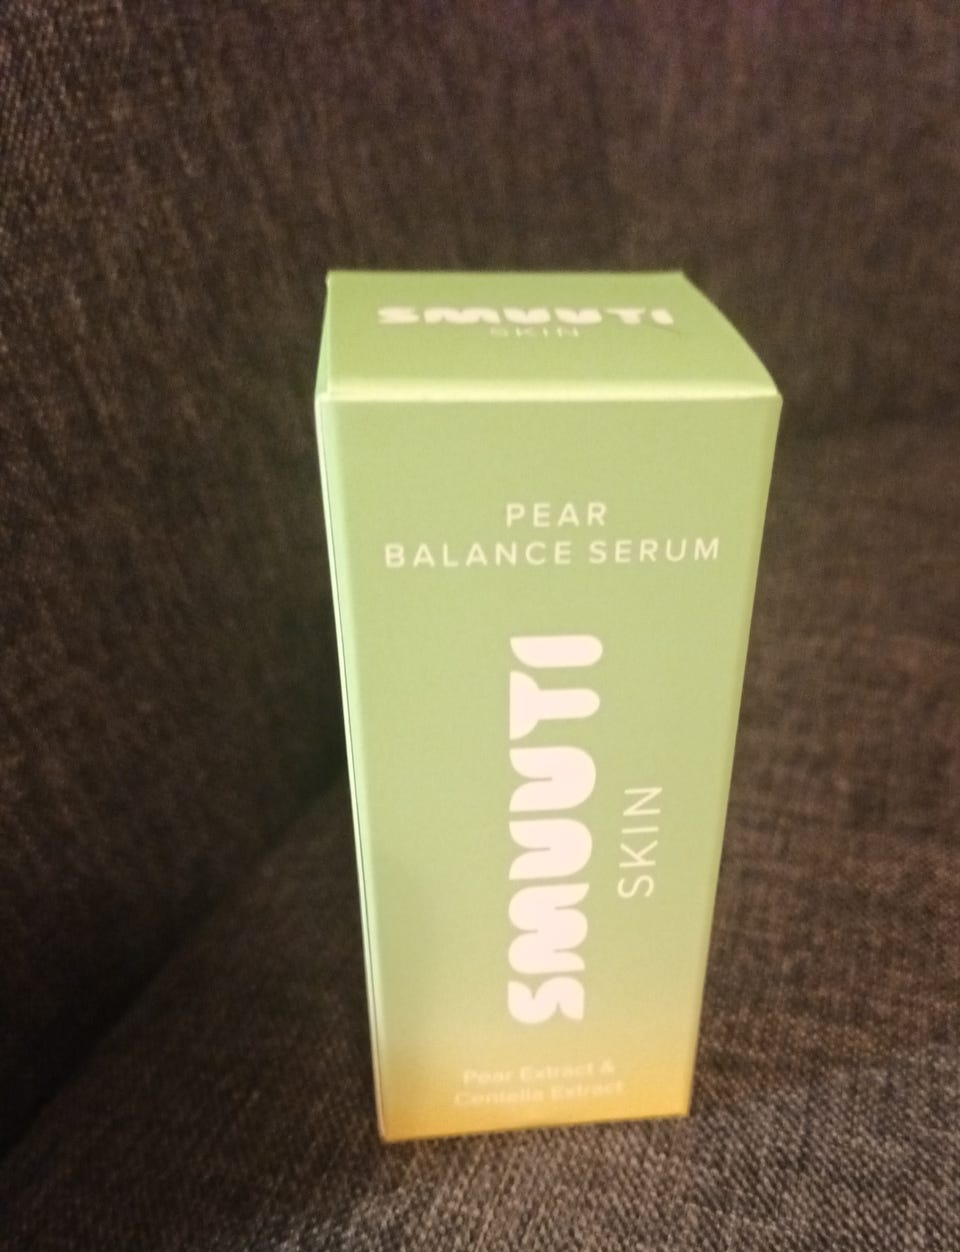 SMUUTI
SKIN
PEAR
BALANCE SERUM
SMUUTI
SKIN
Pear Extract &
Centella Extract